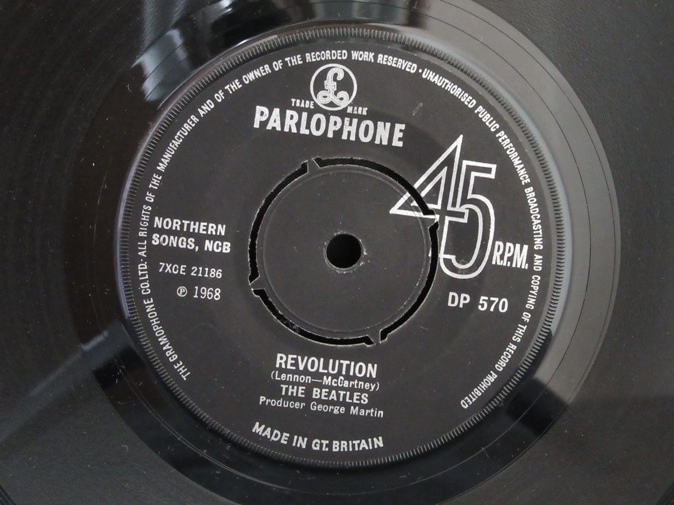 THE GRAMOPHONE CO.LTD. ALL RIGHTS OF THE MANUFACTURER AND OF THE OWNER OF THE RECORDED WORK RESERVED · UNAUTHORISED PUBLIC PERFORMANCE BROADCASTING AND COPYING OF THIS RECORD PROHIBITED
£
TRADE MARK
PARLOPHONE
45
R.P.M.
NORTHERN
SONGS, NCB
7XCE 21186
℗ 1968
DP 570
REVOLUTION
(Lennon—McCartney)
THE BEATLES
Producer George Martin
MADE IN GT. BRITAIN